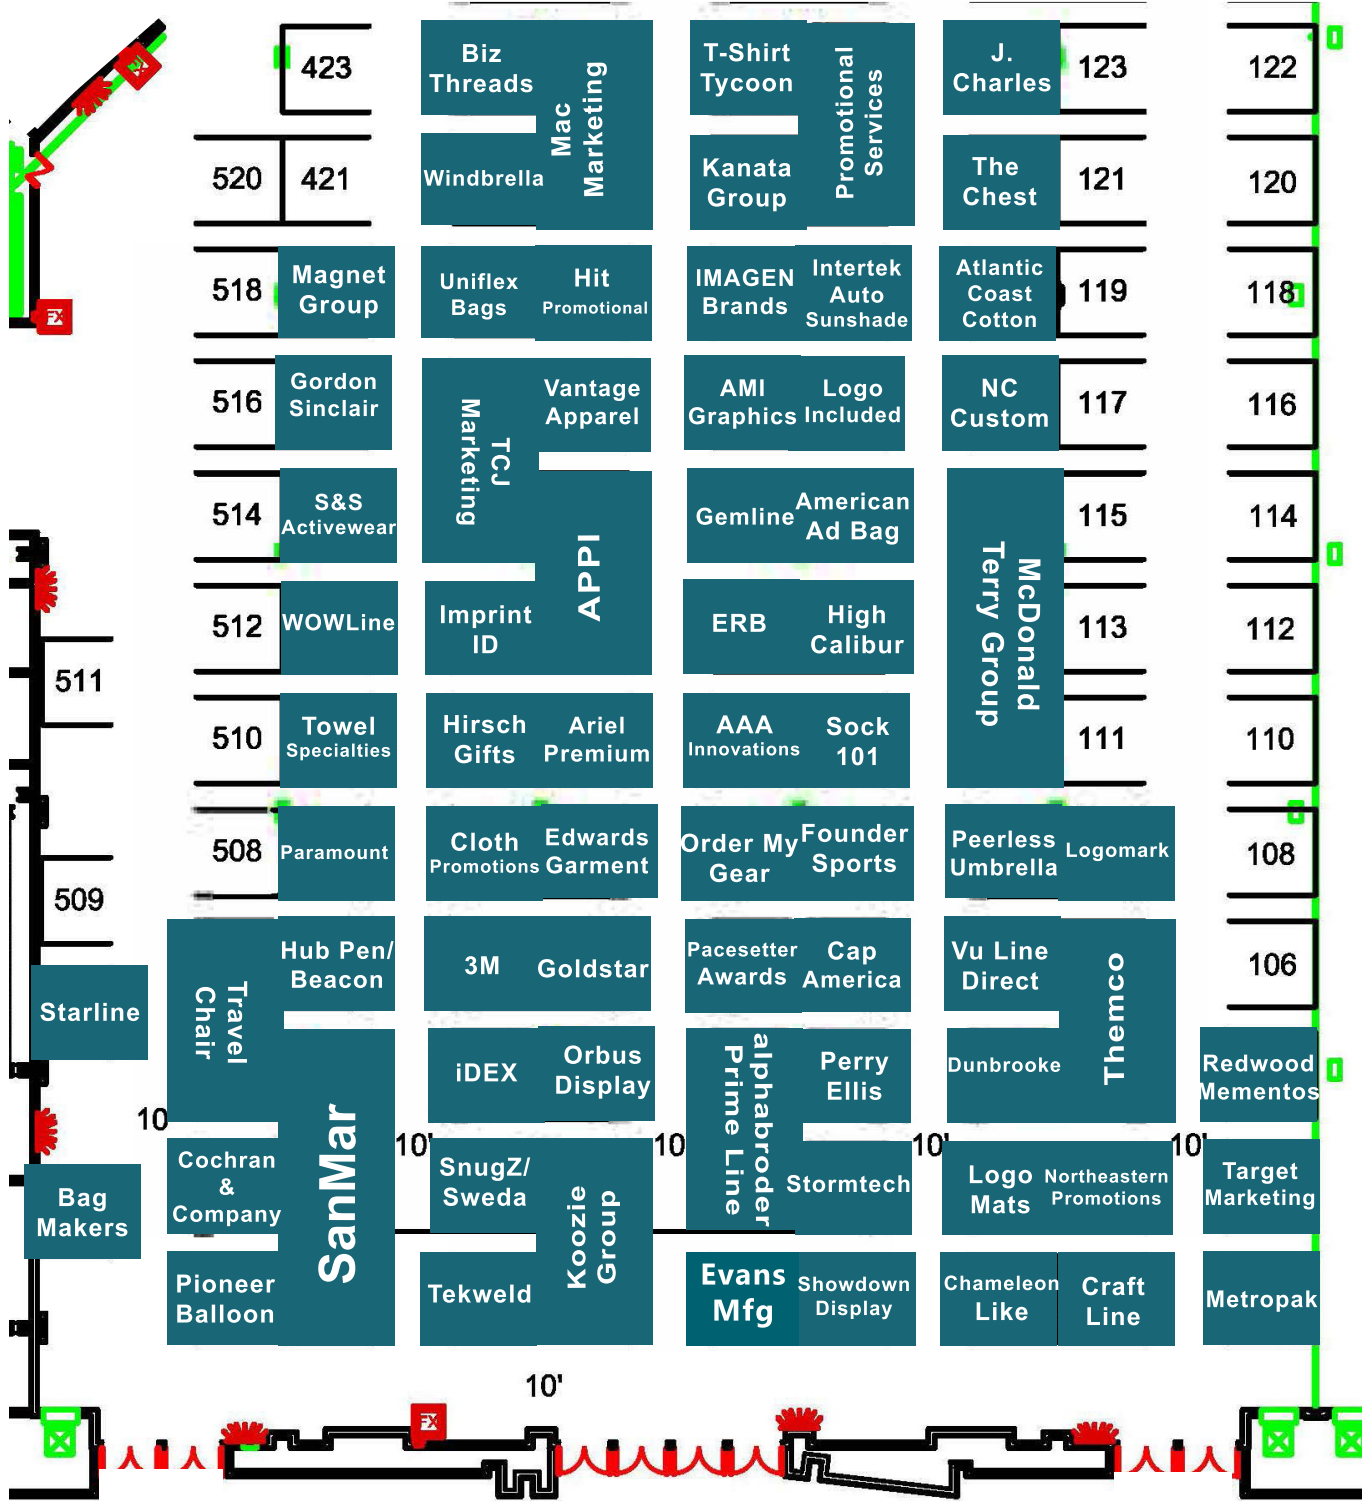 423
Biz
Threads
Mac
Marketing
T-Shirt
Tycoon
Promotional
Services
J.
Charles
123
122
520
421
Windbrella
Kanata
Group
The
Chest
121
120
518
Magnet
Group
Uniflex
Bags
Hit
Promotional
IMAGEN
Brands
Intertek
Auto
Sunshade
Atlantic
Coast
Cotton
119
118
FX
516
Gordon
Sinclair
TCJ
Marketing
Vantage
Apparel
AMI
Graphics
Logo
Included
NC
Custom
117
116
514
S&S
Activewear
APPI
Gemline
American
Ad Bag
McDonald
Terry Group
115
114
512
WOWLine
Imprint
ID
ERB
High
Calibur
113
112
511
510
Towel
Specialties
Hirsch
Gifts
Ariel
Premium
AAA
Innovations
Sock
101
111
110
508
Paramount
Cloth
Promotions
Edwards
Garment
Order My
Gear
Founder
Sports
Peerless
Umbrella
Logomark
108
509
Travel
Chair
Hub Pen/
Beacon
3M
Goldstar
Pacesetter
Awards
Cap
America
Vu Line
Direct
Themco
106
Starline
SanMar
iDEX
Orbus
Display
alphabroder
Prime Line
Perry
Ellis
Dunbrooke
Redwood
Mementos
10
10'
10
10'
10'
Bag
Makers
Cochran
&
Company
SnugZ/
Sweda
Koozie
Group
Stormtech
Logo
Mats
Northeastern
Promotions
Target
Marketing
Pioneer
Balloon
Tekweld
Evans
Mfg
Showdown
Display
Chameleon
Like
Craft
Line
Metropak
10'
FX